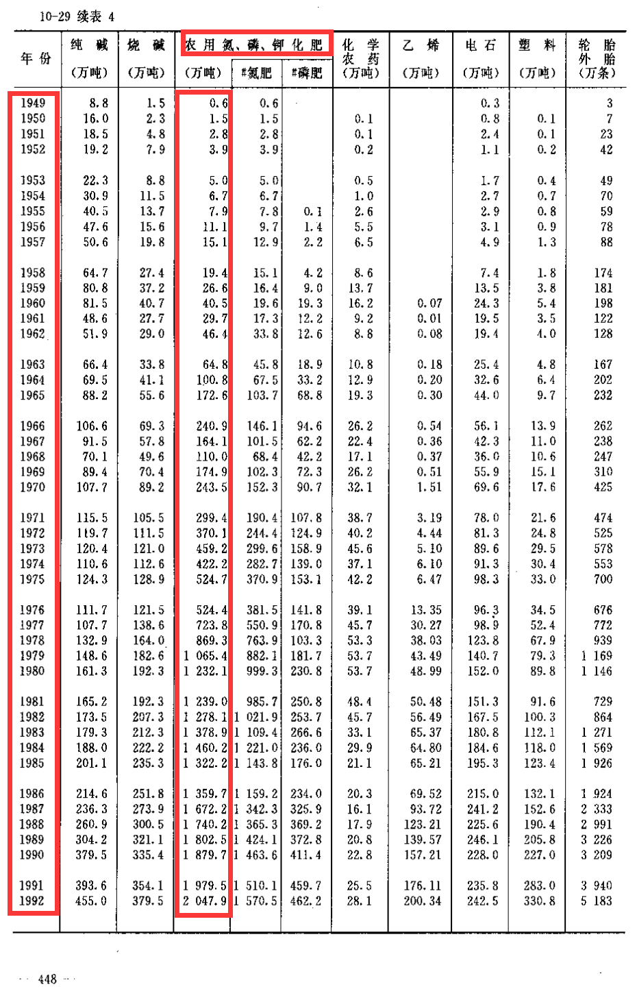 10-29 续表 4
年份 纯碱 (万吨) 烧碱 (万吨) 农用氮、磷、钾化肥 (万吨) #氮肥 #磷肥 化学农药 (万吨) 乙烯 (万吨) 电石 (万吨) 塑料 (万吨) 轮胎外胎 (万条)
1949 8.8 1.5 0.6 0.6 0.3 3
1950 16.0 2.3 1.5 1.5 0.1 0.8 0.1 7
1951 18.5 4.8 2.8 2.8 0.1 2.4 0.1 23
1952 19.2 7.9 3.9 3.9 0.2 1.1 0.2 42
1953 22.3 8.8 5.0 5.0 0.5 1.7 0.4 49
1954 30.9 11.5 6.7 6.7 1.0 2.7 0.7 70
1955 40.5 13.7 7.9 7.8 0.1 2.6 2.9 0.8 59
1956 47.6 15.6 11.1 9.7 1.4 5.5 3.1 0.9 78
1957 50.6 19.8 15.1 12.9 2.2 6.5 4.9 1.3 88
1958 64.7 27.4 19.4 15.1 4.2 8.6 7.4 1.8 174
1959 80.8 37.2 26.6 16.4 9.0 13.7 13.5 3.8 181
1960 81.5 40.7 40.5 19.6 19.3 16.2 0.07 24.3 5.4 198
1961 48.6 27.7 29.7 17.3 12.2 9.2 0.01 19.5 3.5 122
1962 51.9 29.0 46.4 33.8 12.6 8.8 0.08 19.4 4.0 128
1963 66.4 33.8 64.8 45.8 18.9 10.8 0.18 25.4 4.8 167
1964 69.5 41.1 100.8 67.5 33.2 12.9 0.20 32.6 6.4 202
1965 88.2 55.6 172.6 103.7 68.8 19.3 0.30 44.0 9.7 232
1966 106.6 69.3 240.9 146.1 94.6 26.2 0.54 56.1 13.9 262
1967 91.5 57.8 164.1 101.5 62.2 22.4 0.36 42.3 11.0 238
1968 70.1 49.6 110.0 68.4 42.2 17.1 0.37 36.0 10.6 247
1969 89.4 70.4 174.9 102.3 72.3 26.2 0.51 55.9 15.1 310
1970 107.7 89.2 243.5 152.3 90.7 32.1 1.51 69.6 17.6 425
1971 115.5 105.5 299.4 190.4 107.8 38.7 3.19 78.0 21.6 474
1972 119.7 111.5 370.1 244.4 124.9 40.2 4.44 81.3 24.8 525
1973 120.4 121.0 459.2 299.6 158.9 45.6 5.10 89.6 29.5 578
1974 110.6 112.6 422.2 282.7 139.0 37.1 6.10 91.3 30.4 553
1975 124.3 128.9 524.7 370.9 153.1 42.2 6.47 98.3 33.0 700
1976 111.7 121.5 524.4 381.5 141.8 39.1 13.35 96.3 34.5 676
1977 107.7 138.6 723.8 550.9 170.8 45.7 30.27 98.9 52.4 772
1978 132.9 164.0 869.3 763.9 103.3 53.3 38.03 123.8 67.9 939
1979 148.6 182.6 1 065.4 882.1 181.7 53.7 43.49 140.7 79.3 1 169
1980 161.3 192.3 1 232.1 999.3 230.8 53.7 48.99 152.0 89.8 1 146
1981 165.2 192.3 1 239.0 985.7 250.8 48.4 50.48 151.3 91.6 729
1982 173.5 207.3 1 278.1 1 021.9 253.7 45.7 56.49 167.5 100.3 864
1983 179.3 212.3 1 378.9 1 109.4 266.6 33.1 65.37 180.8 112.1 1 271
1984 188.0 222.2 1 460.2 1 221.0 236.0 29.9 64.80 184.6 118.0 1 569
1985 201.1 235.3 1 322.2 1 143.8 176.0 21.1 65.21 195.3 123.4 1 926
1986 214.6 251.8 1 359.7 1 159.2 234.0 20.3 69.52 215.0 132.1 1 924
1987 236.3 273.9 1 672.2 1 342.3 325.9 16.1 93.72 241.2 152.6 2 333
1988 260.9 300.5 1 740.2 1 365.3 369.2 17.9 123.21 225.6 190.4 2 991
1989 304.2 321.1 1 802.5 1 424.1 372.8 20.8 139.57 246.1 205.8 3 226
1990 379.5 335.4 1 879.7 1 463.6 411.4 22.8 157.21 228.0 227.0 3 209
1991 393.6 354.1 1 979.5 1 510.1 459.7 25.5 176.11 235.8 283.0 3 940
1992 455.0 379.5 2 047.9 1 570.5 462.2 28.1 200.34 242.5 330.8 5 183
448